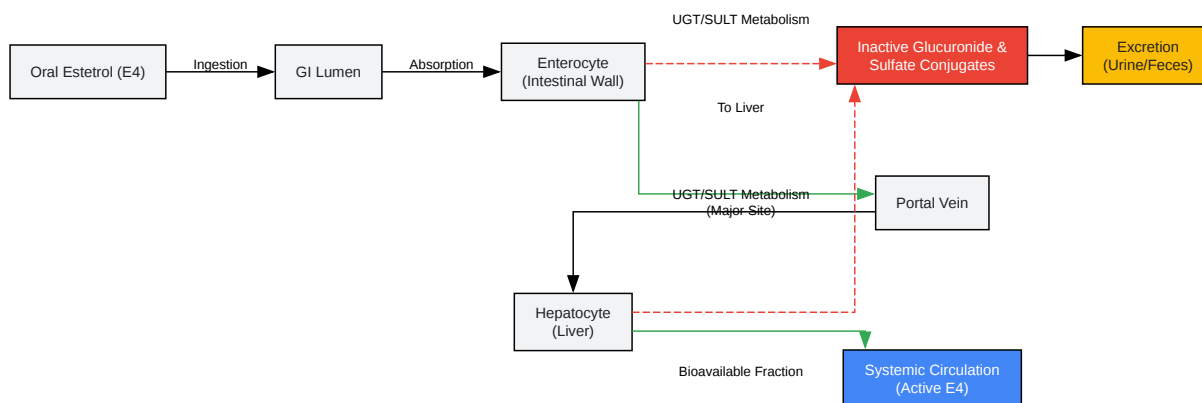 UGT/SULT Metabolism
Oral Estetrol (E4)
Ingestion
GI Lumen
Absorption
Enterocyte
(Intestinal Wall)
Inactive Glucuronide &
Sulfate Conjugates
Excretion
(Urine/Feces)
To Liver
UGT/SULT Metabolism
(Major Site)
Portal Vein
Hepatocyte
(Liver)
Bioavailable Fraction
Systemic Circulation
(Active E4)